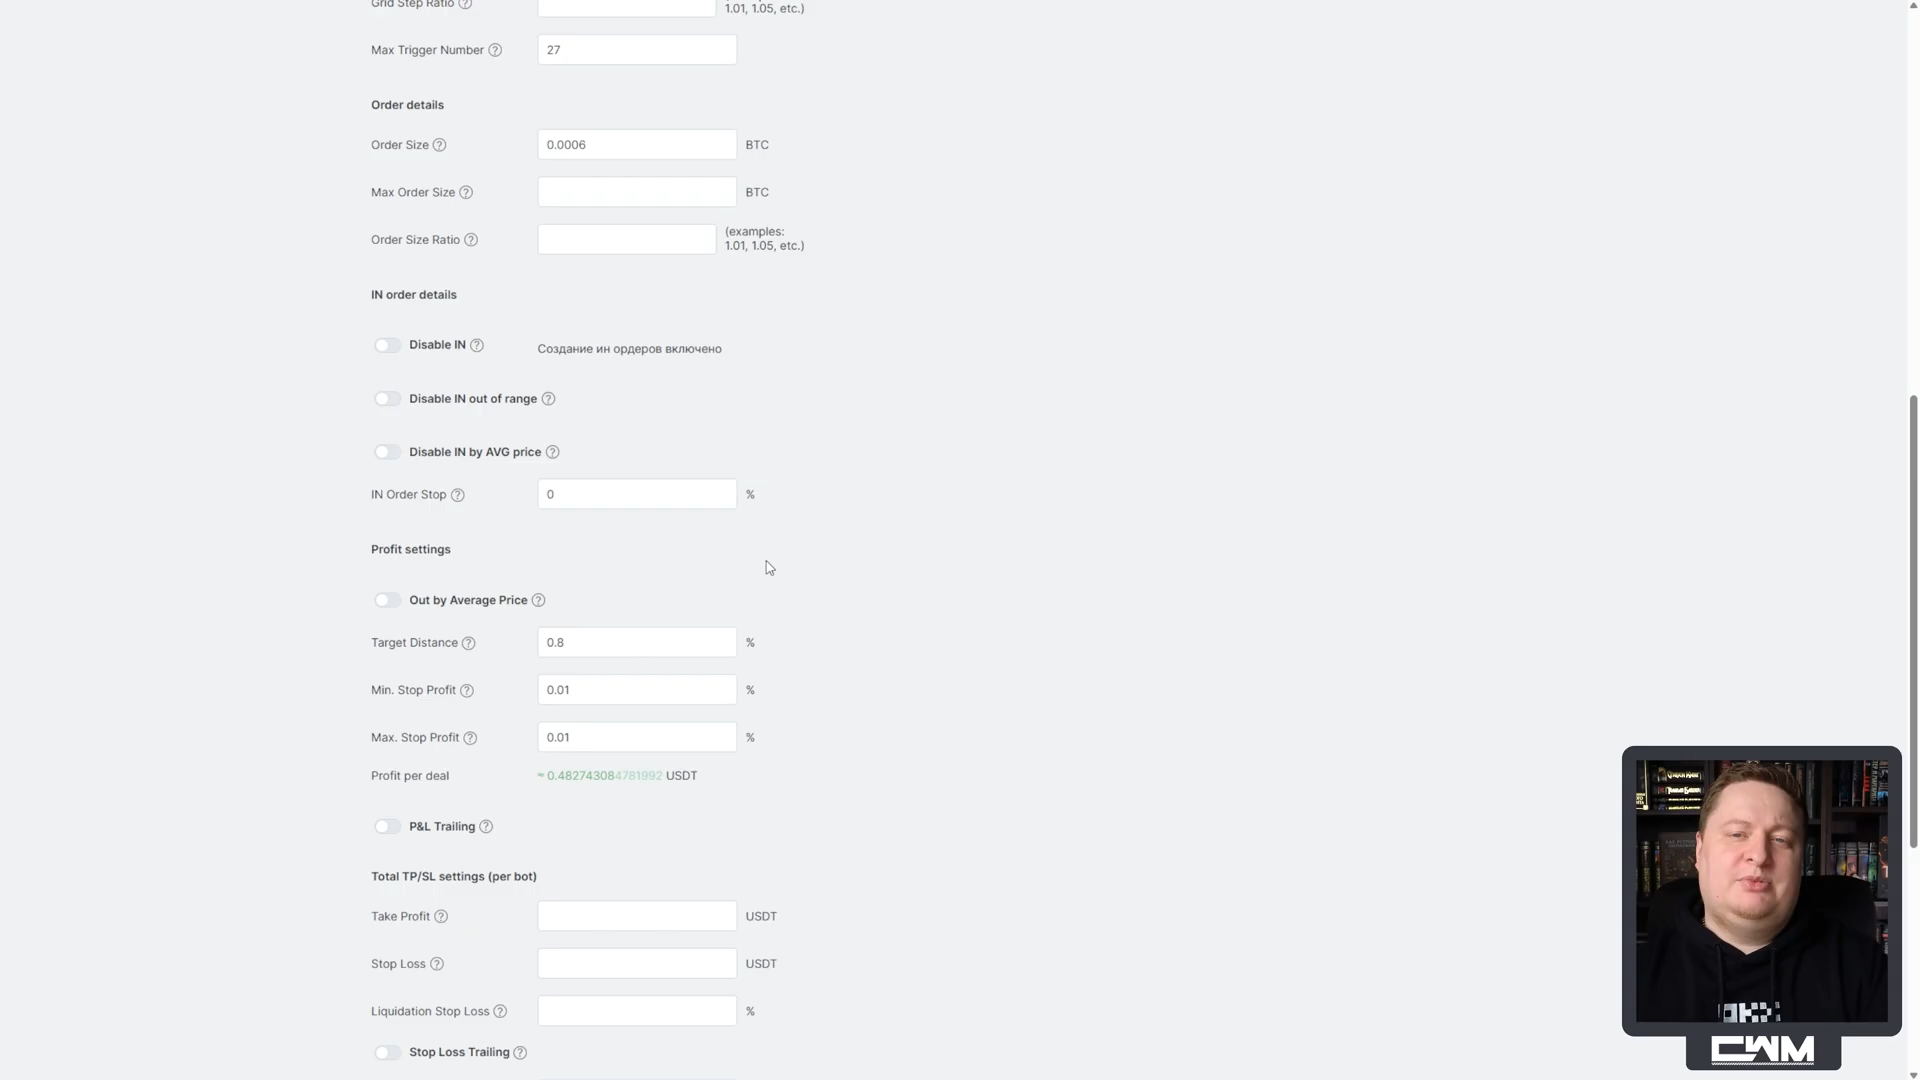 Grid Step Ratio
1.01, 1.05, etc.)
Max Trigger Number ? 27
Order details
Order Size ? 0.0006 BTC
Max Order Size ? BTC
Order Size Ratio ? (examples:
1.01, 1.05, etc.)
IN order details
Disable IN ? Создание ин ордеров включено
Disable IN out of range ?
Disable IN by AVG price ?
IN Order Stop ? 0 %
Profit settings
Out by Average Price ?
Target Distance ? 0.8 %
Min. Stop Profit ? 0.01 %
Max. Stop Profit ? 0.01 %
Profit per deal ≈ 0.482743084781992 USDT
P&L Trailing ?
Total TP/SL settings (per bot)
Take Profit ? USDT
Stop Loss ? USDT
Liquidation Stop Loss ? %
Stop Loss Trailing ?
CWM